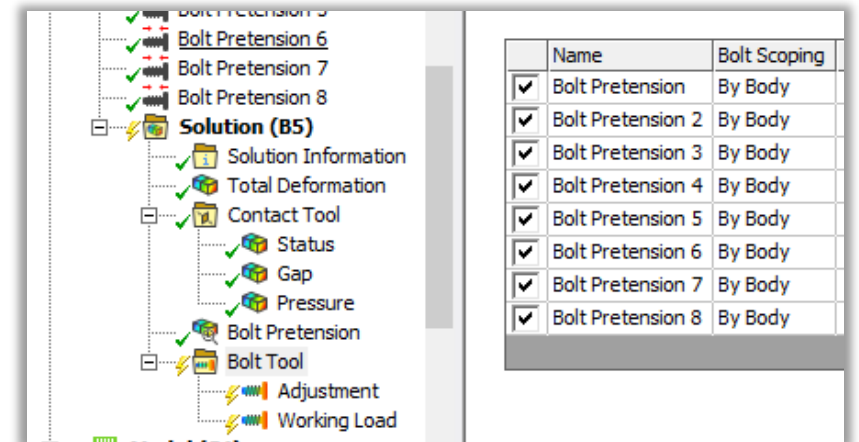 Bolt Pretension 6
Bolt Pretension 7
Bolt Pretension 8
Solution (B5)
Solution Information
Total Deformation
Contact Tool
Status
Gap
Pressure
Bolt Pretension
Bolt Tool
Adjustment
Working Load
Name Bolt Scoping
Bolt Pretension By Body
Bolt Pretension 2 By Body
Bolt Pretension 3 By Body
Bolt Pretension 4 By Body
Bolt Pretension 5 By Body
Bolt Pretension 6 By Body
Bolt Pretension 7 By Body
Bolt Pretension 8 By Body